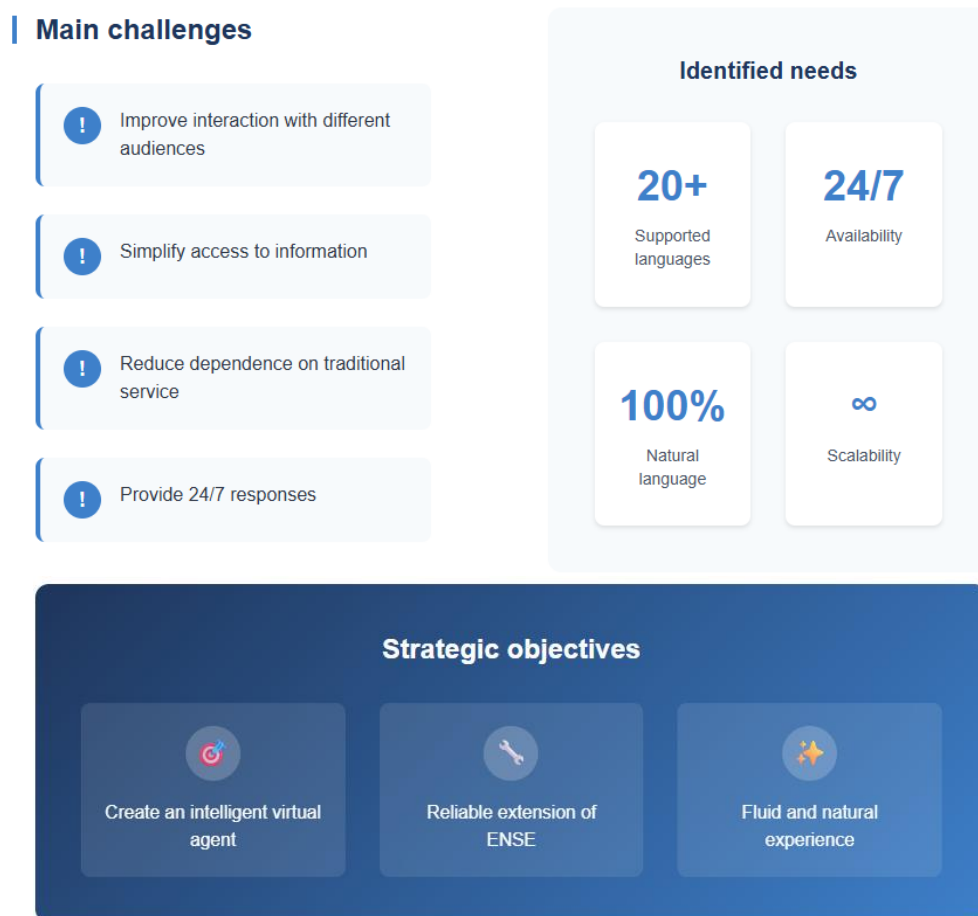 Main challenges
!
Improve interaction with different
audiences
!
Simplify access to information
!
Reduce dependence on traditional
service
!
Provide 24/7 responses
Identified needs
20+
Supported
languages
24/7
Availability
100%
Natural
language
∞
Scalability
Strategic objectives
Create an intelligent virtual
agent
Reliable extension of
ENSE
Fluid and natural
experience